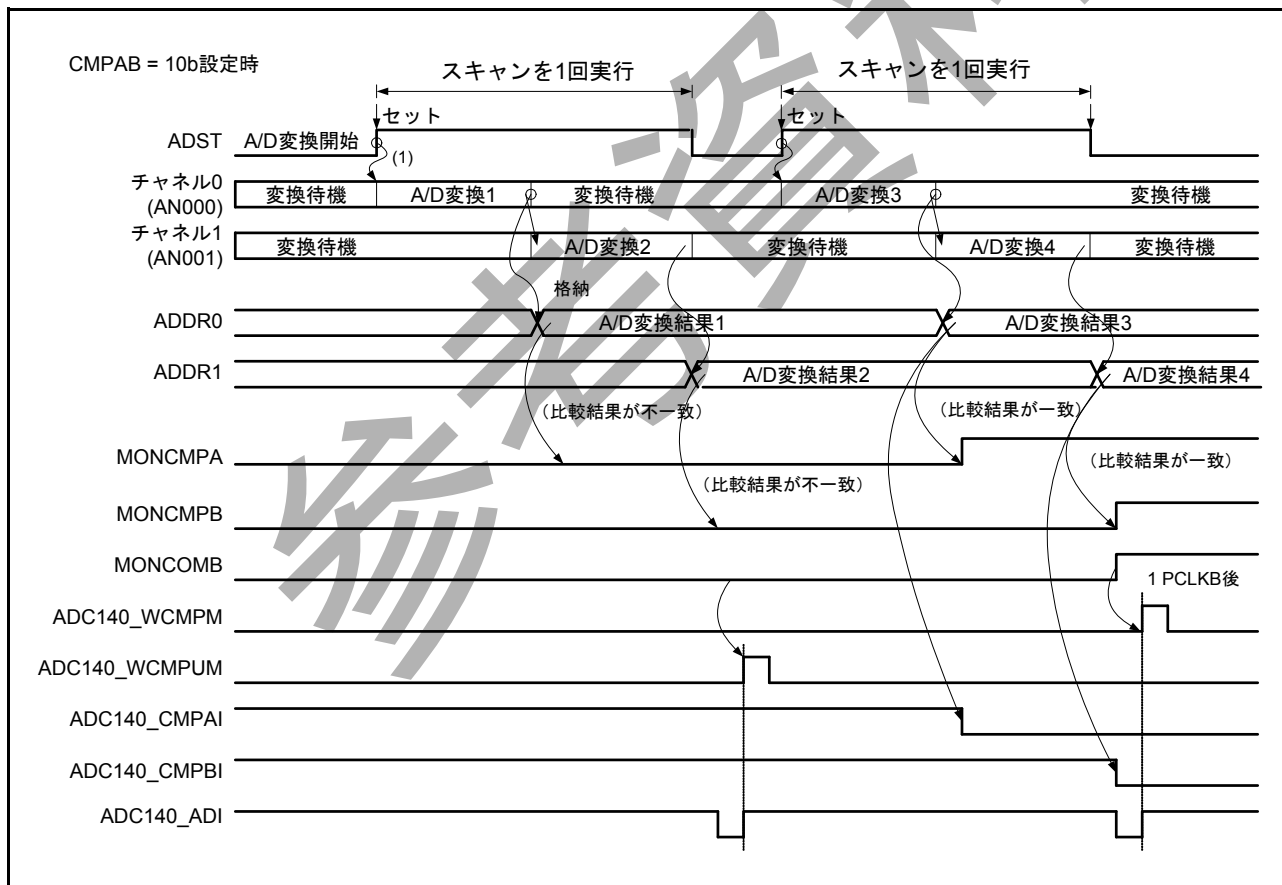 CMPAB = 10b設定時
スキャンを1回実行 スキャンを1回実行
セット セット
ADST A/D変換開始
(1)
チャネル0
(AN000) 変換待機 A/D変換1 変換待機 A/D変換3 変換待機
チャネル1
(AN001) 変換待機 A/D変換2 変換待機 A/D変換4 変換待機
格納
ADDR0 A/D変換結果1 A/D変換結果3
ADDR1 A/D変換結果2 A/D変換結果4
（比較結果が不一致） （比較結果が一致）
MONCMPA （比較結果が一致）
（比較結果が不一致）
MONCMPB
MONCOMB
1 PCLKB後
ADC140_WCMPM
ADC140_WCMPUM
ADC140_CMPAI
ADC140_CMPBI
ADC140_ADI
参考資料